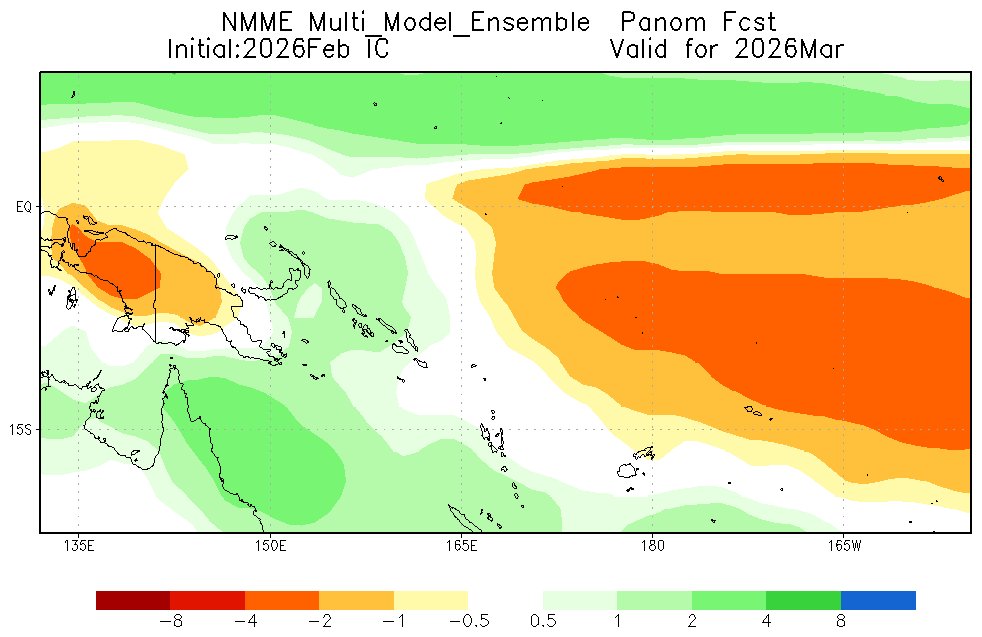 NMME Multi_Model_Ensemble Panom Fcst
Initial:2026Feb IC Valid for 2026Mar
EQ
15S
135E 150E 165E 180 165W
-8 -4 -2 -1 -0.5 0.5 1 2 4 8